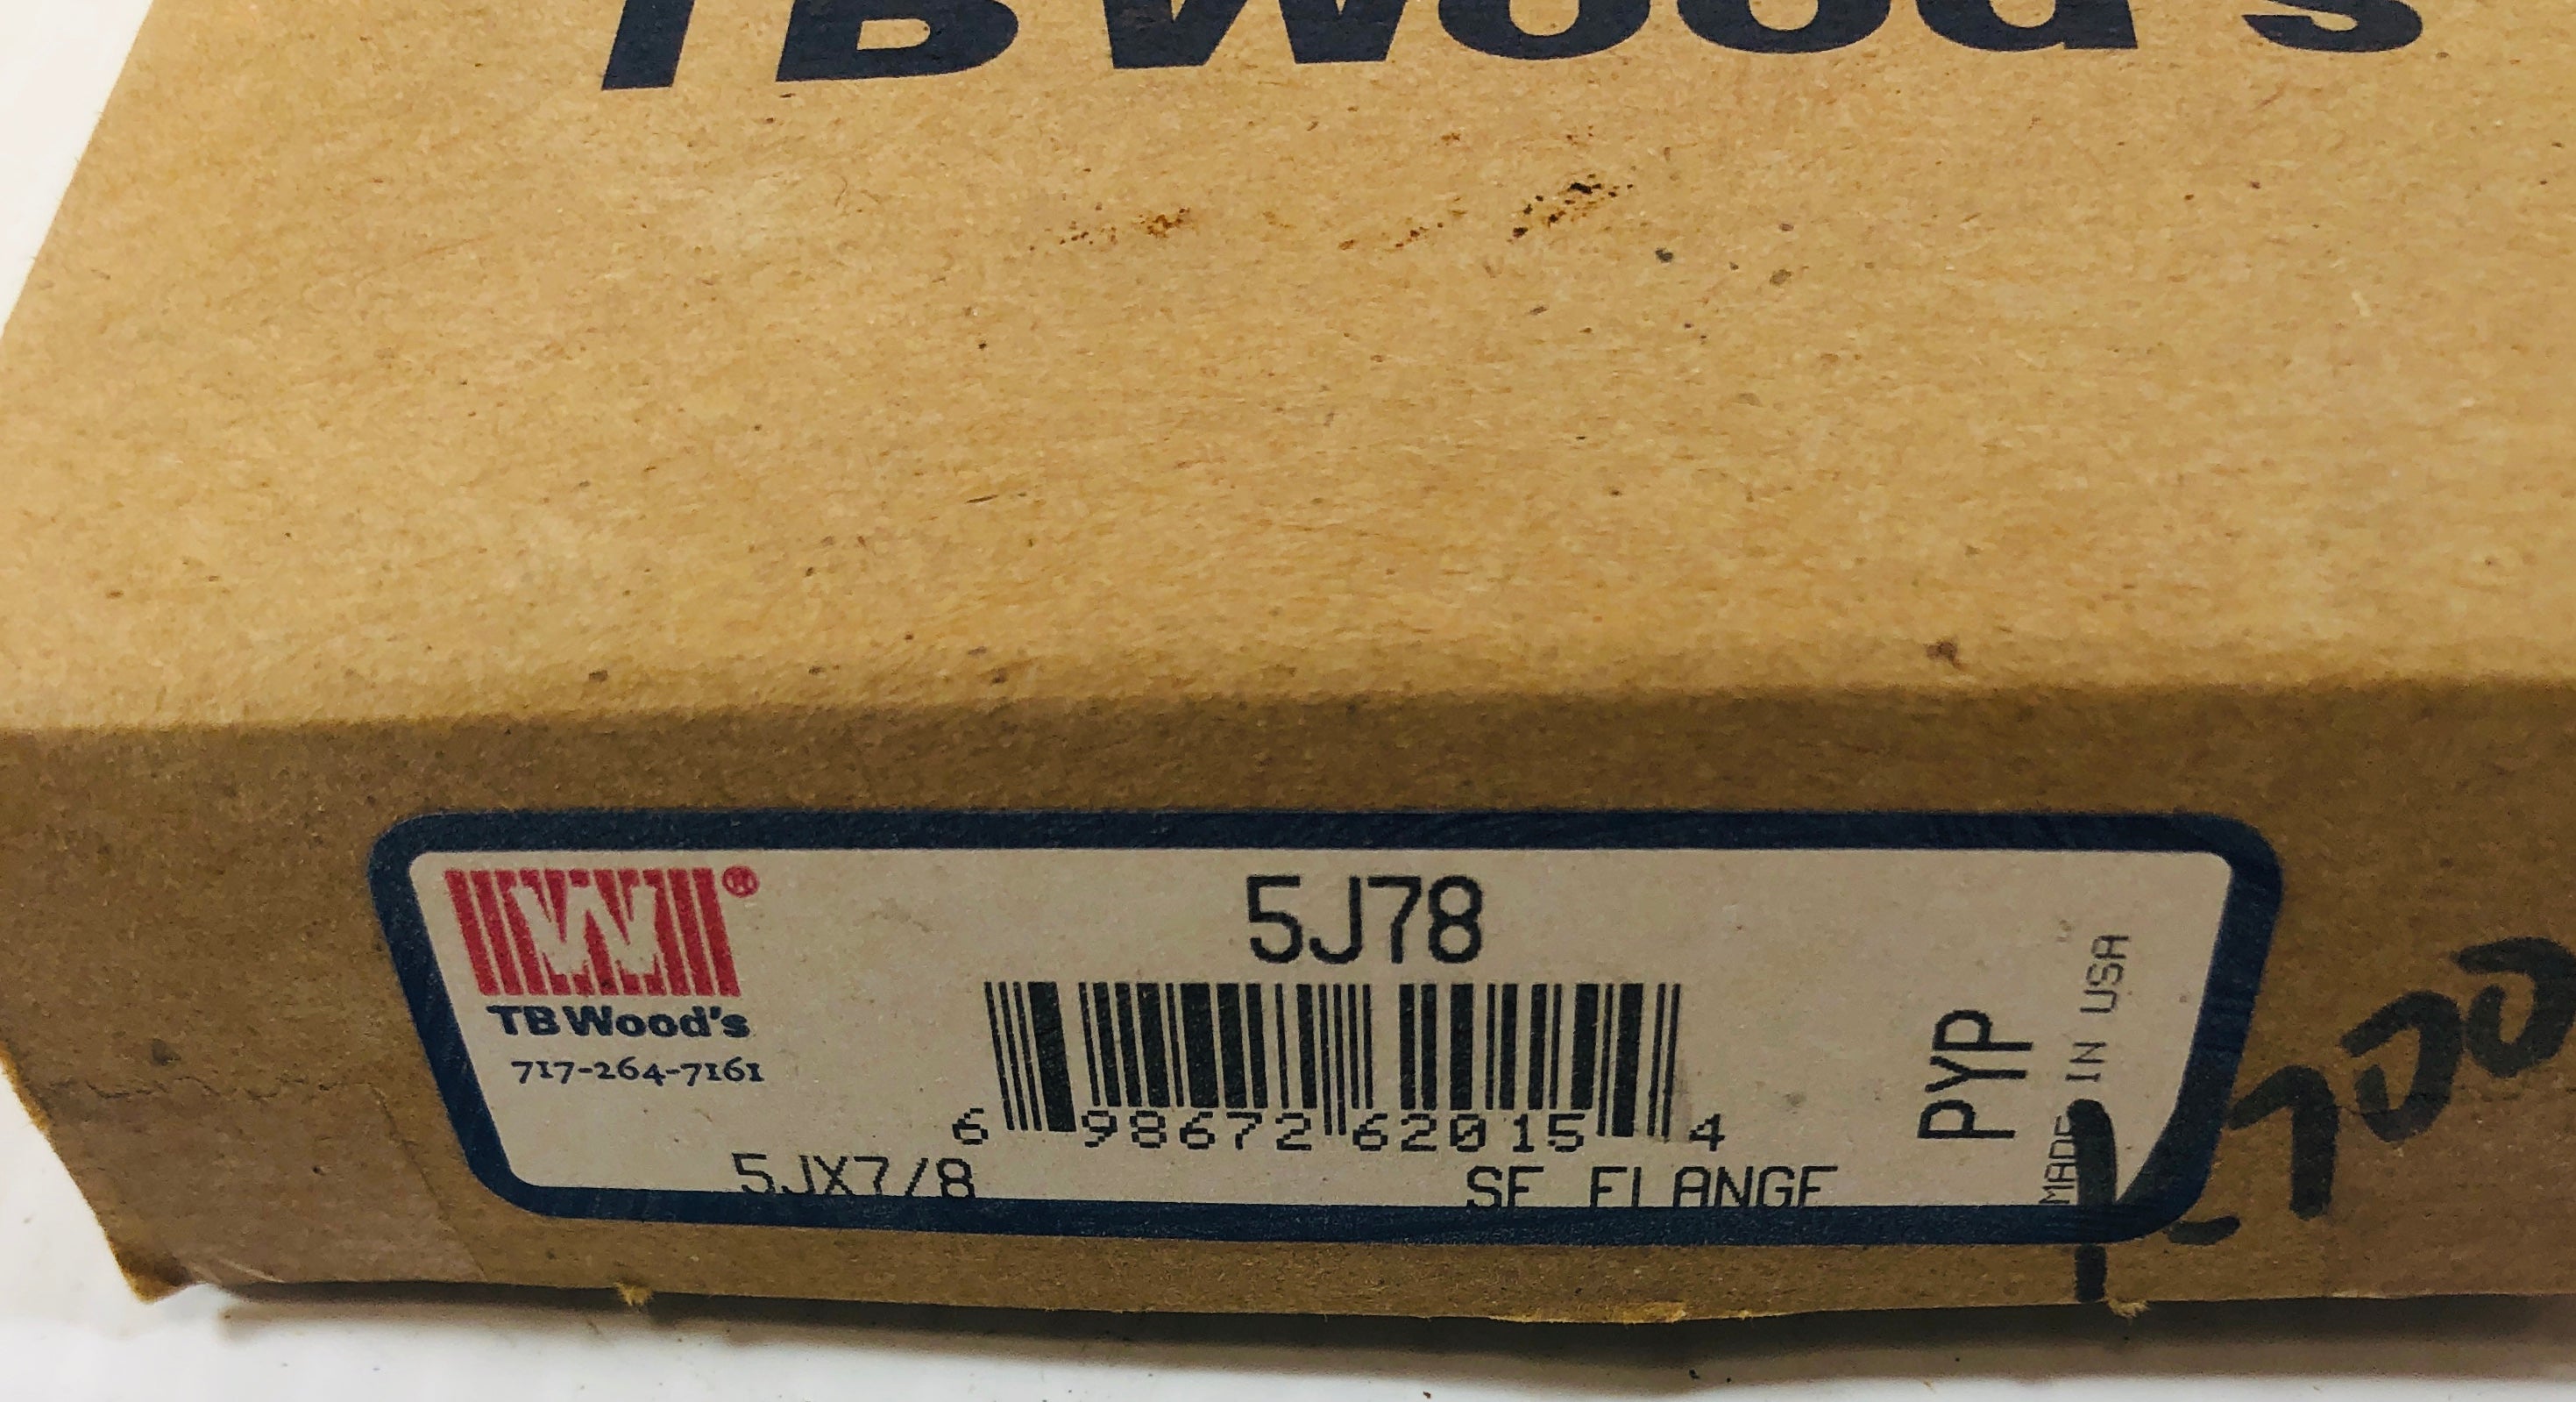 TB Wood's
5J78
W®
TB Wood's
717-264-7161
6 98672 62015 4
5JX7/8 SF FLANGE
PYP
MADE IN USA